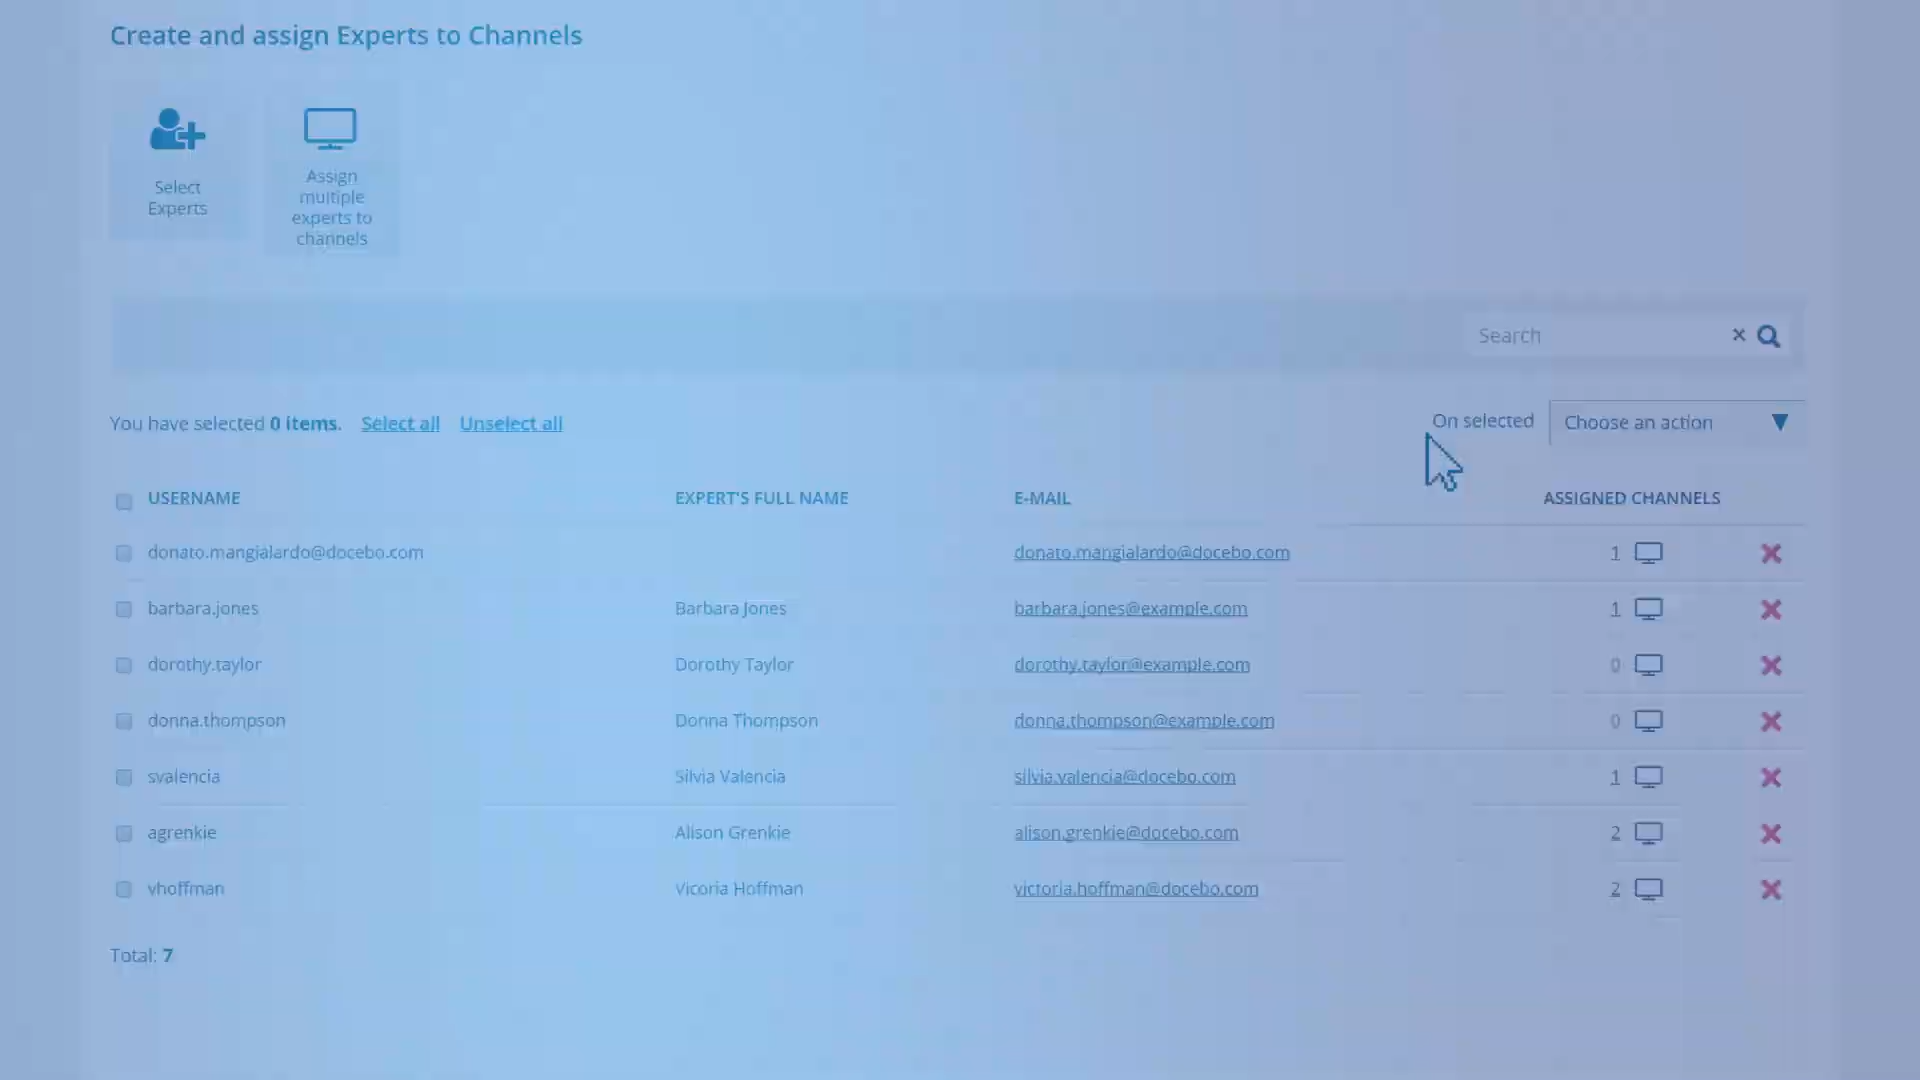 Create and assign Experts to Channels
Select
Experts
Assign
multiple
experts to
channels
Search
You have selected 0 items. Select all Unselect all
On selected Choose an action
USERNAME EXPERT'S FULL NAME E-MAIL ASSIGNED CHANNELS
donato.mangialardo@docebo.com donato.mangialardo@docebo.com 1
barbara.jones Barbara Jones barbara.jones@example.com 1
dorothy.taylor Dorothy Taylor dorothy.taylor@example.com 0
donna.thompson Donna Thompson donna.thompson@example.com 0
svalencia Silvia Valencia silvia.valencia@docebo.com 1
agrenkie Alison Grenkie alison.grenkie@docebo.com 2
vhoffman Vicoria Hoffman victoria.hoffman@docebo.com 2
Total: 7